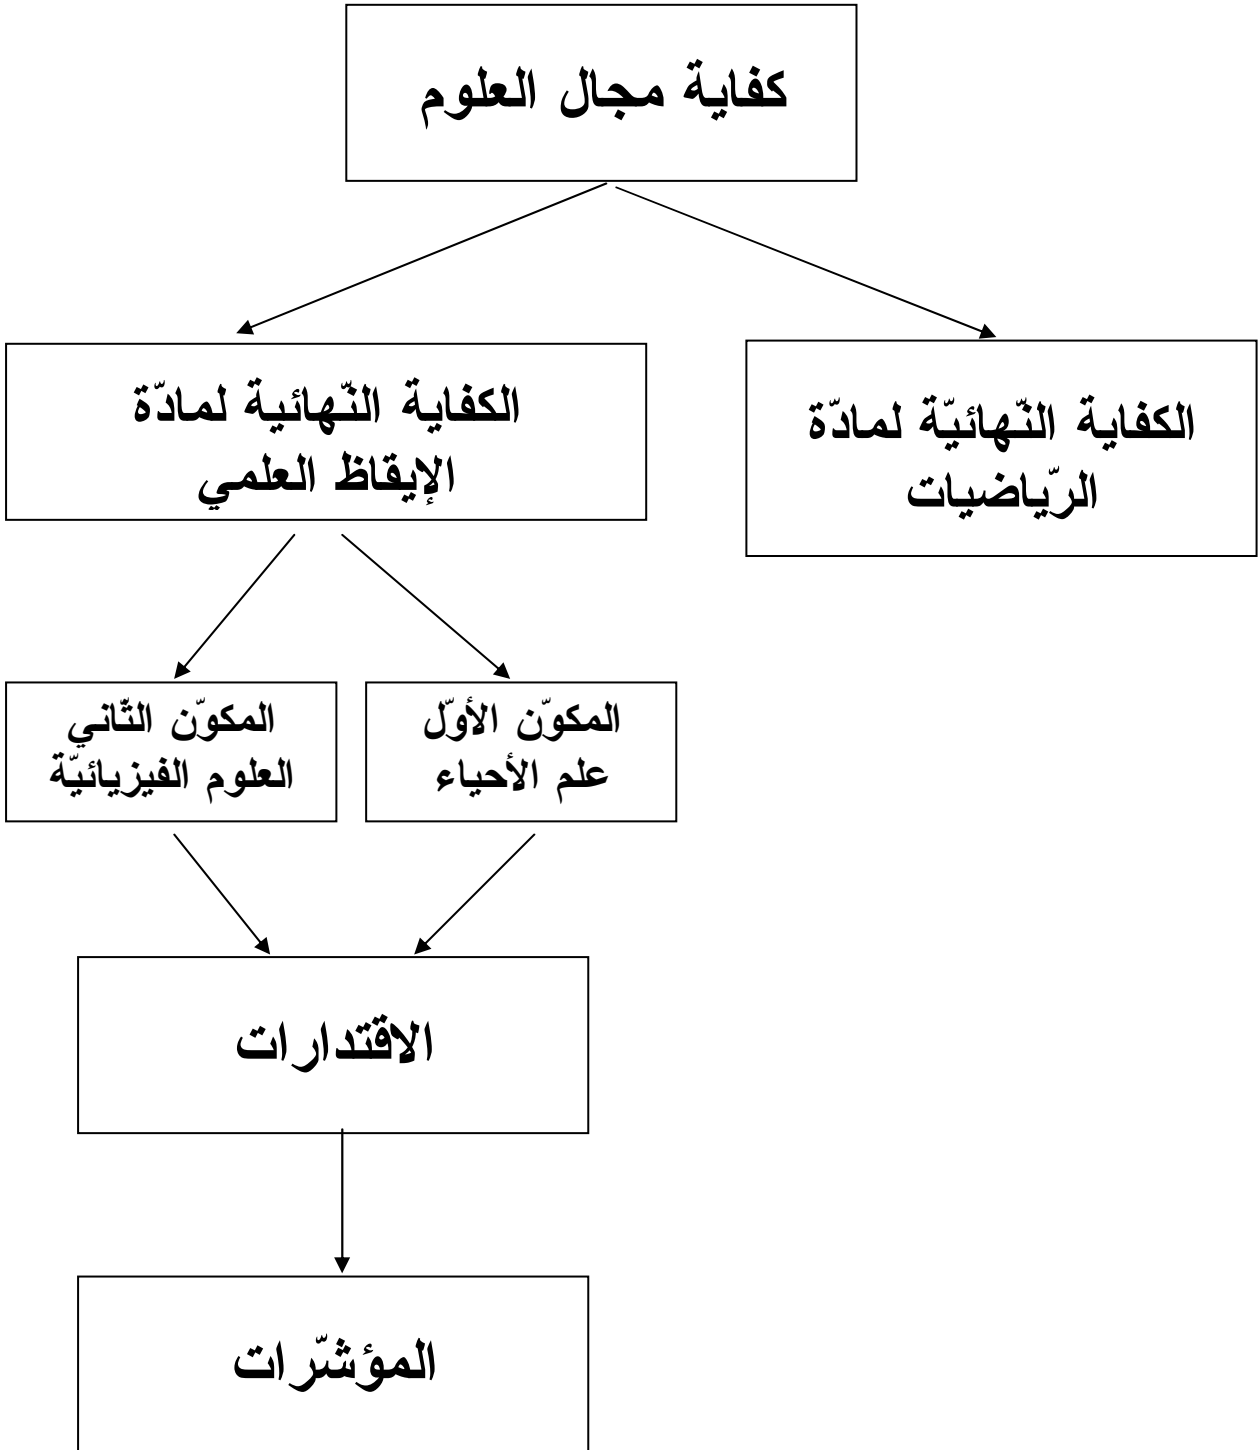 كفاية مجال العلوم
الكفاية النّهائيّة لمادّة
الرّياضيات
الكفاية النّهائية لمادّة
الإيقاظ العلمي
المكوّن الأوّل
علم الأحياء
المكوّن الثّاني
العلوم الفيزيائيّة
الاقتدارات
المؤشّرات